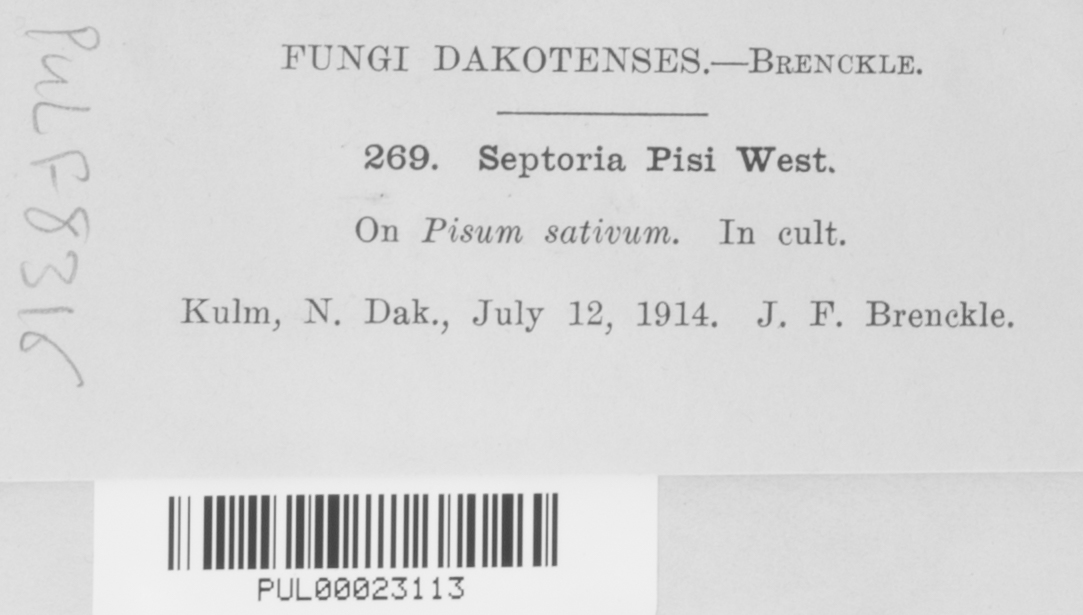 FUNGI DAKOTENSES.—BRENCKLE.
269. Septoria Pisi West.
On Pisum sativum. In cult.
Kulm, N. Dak., July 12, 1914. J. F. Brenckle.
PUL F8316
PUL00023113